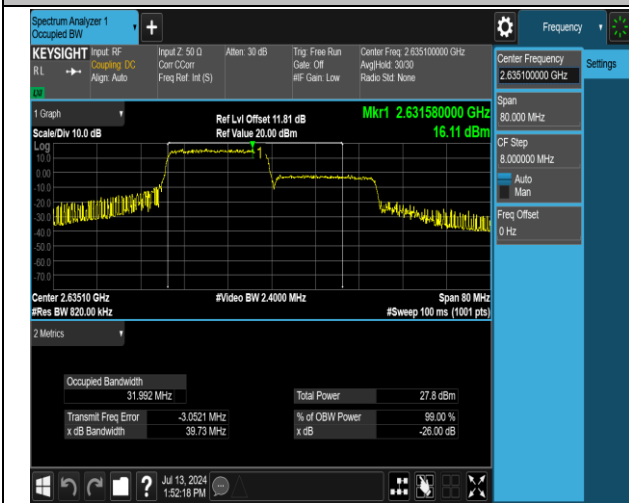 Spectrum Analyzer 1
Occupied BW
+
Frequency
KEYSIGHT Input: RF Input Z: 50 Ω Atten: 30 dB Trig: Free Run Center Freq: 2.635100000 GHz
RL Coupling: DC Corr CCorr Gate: Off Avg|Hold: 30/30
Align: Auto Freq Ref: Int (S) #IF Gain: Low Radio Std: None
Center Frequency
2.635100000 GHz
Settings
Span
80.000 MHz
CF Step
8.000000 MHz
Auto
Man
Freq Offset
0 Hz
1 Graph
Ref Lvl Offset 11.81 dB
Mkr1 2.631580000 GHz
Scale/Div 10.0 dB Ref Value 20.00 dBm 16.11 dBm
Log
10.0
0.00
-10.0
-20.0
-30.0
-40.0
-50.0
-60.0
-70.0
1
Center 2.63510 GHz #Video BW 2.4000 MHz Span 80 MHz
#Res BW 820.00 kHz #Sweep 100 ms (1001 pts)
2 Metrics
Occupied Bandwidth
31.992 MHz
Total Power 27.8 dBm
Transmit Freq Error -3.0521 MHz % of OBW Power 99.00 %
x dB Bandwidth 39.73 MHz x dB -26.00 dB
?
Jul 13, 2024
1:52:18 PM